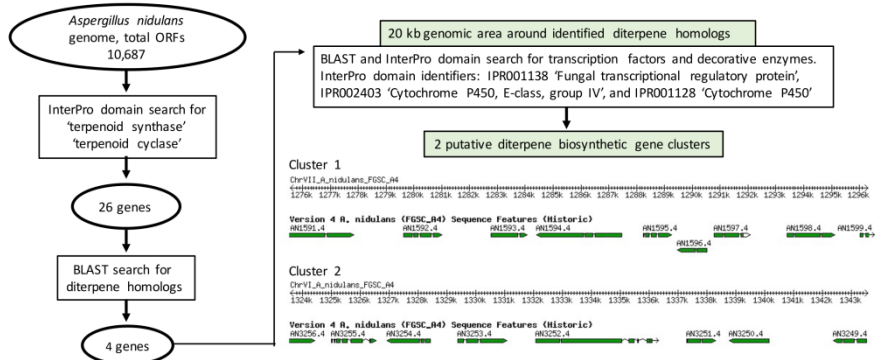 Aspergillus nidulans
genome, total ORFs
10,687
InterPro domain search for
‘terpenoid synthase’
‘terpenoid cyclase’
26 genes
BLAST search for
diterpene homologs
4 genes
20 kb genomic area around identified diterpene homologs
BLAST and InterPro domain search for transcription factors and decorative enzymes.
InterPro domain identifiers: IPR001138 ‘Fungal transcriptional regulatory protein’,
IPR002403 ‘Cytochrome P450, E-class, group IV’, and IPR001128 ‘Cytochrome P450’
2 putative diterpene biosynthetic gene clusters
Cluster 1
ChrVII_A_nidulans_FGSC_A4
1276k 1277k 1278k 1279k 1280k 1281k 1282k 1283k 1284k 1285k 1286k 1287k 1288k 1289k 1290k 1291k 1292k 1293k 1294k 1295k 1296k
Version 4 A. nidulans (FGSC_A4) Sequence Features (Historic)
AN1591.4 AN1592.4 AN1593.4 AN1594.4 AN1595.4 AN1597.4 AN1598.4 AN1599.4
AN1596.4
Cluster 2
ChrVI_A_nidulans_FGSC_A4
1324k 1325k 1326k 1327k 1328k 1329k 1330k 1331k 1332k 1333k 1334k 1335k 1336k 1337k 1338k 1339k 1340k 1341k 1342k 1343k
Version 4 A. nidulans (FGSC_A4) Sequence Features (Historic)
AN3256.4 AN3255.4 AN3254.4 AN3253.4 AN3252.4 AN3251.4 AN3250.4 AN3249.4